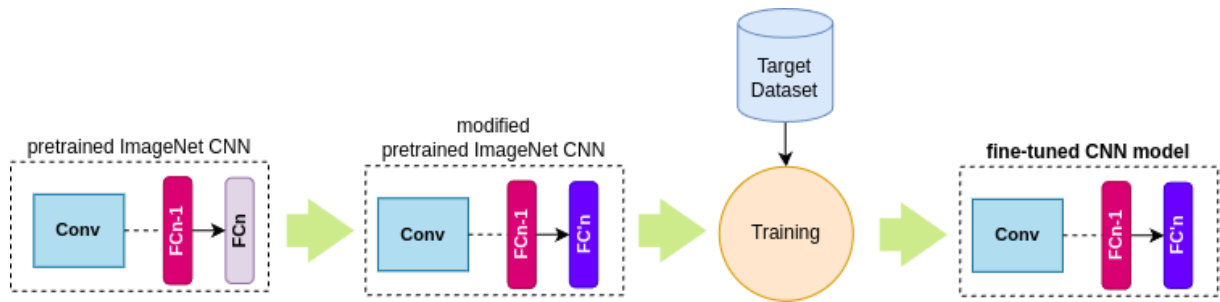 pretrained ImageNet CNN
Conv
FCn-1
FCn
modified
pretrained ImageNet CNN
Conv
FCn-1
FC'n
Target
Dataset
Training
fine-tuned CNN model
Conv
FCn-1
FC'n